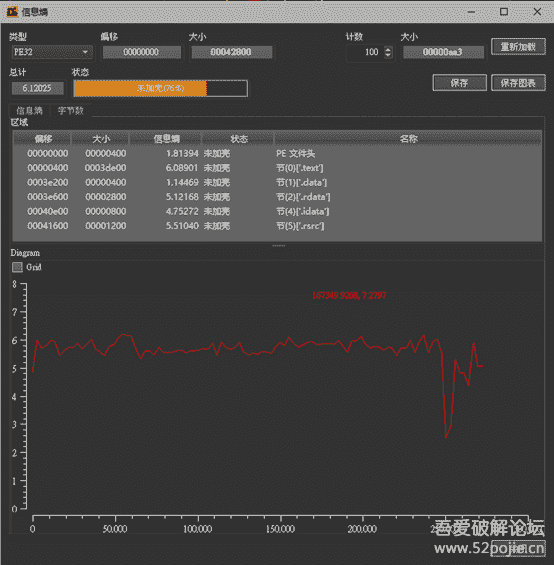 信息熵
类型 偏移 大小 计数 大小
PE32 00000000 00042800 100 00000aa3 重新加载
总计 状态
6.12025 未加壳(76%) 保存 保存图表
信息熵 字节数
区域
偏移 大小 信息熵 状态 名称
00000000 00000400 1.81394 未加壳 PE 文件头
00000400 0003de00 6.08901 未加壳 节(0)['.text']
0003e200 00000400 1.14469 未加壳 节(1)['.data']
0003e600 00002800 5.12168 未加壳 节(2)['.rdata']
00040e00 00000800 4.75272 未加壳 节(4)['.idata']
00041600 00001200 5.51040 未加壳 节(5)['.rsrc']
Diagram
Grid
8
7
6
5
4
3
2
1
0
0 50,000 100,000 150,000 200,000
吾爱破解论坛
www.52pojie.cn